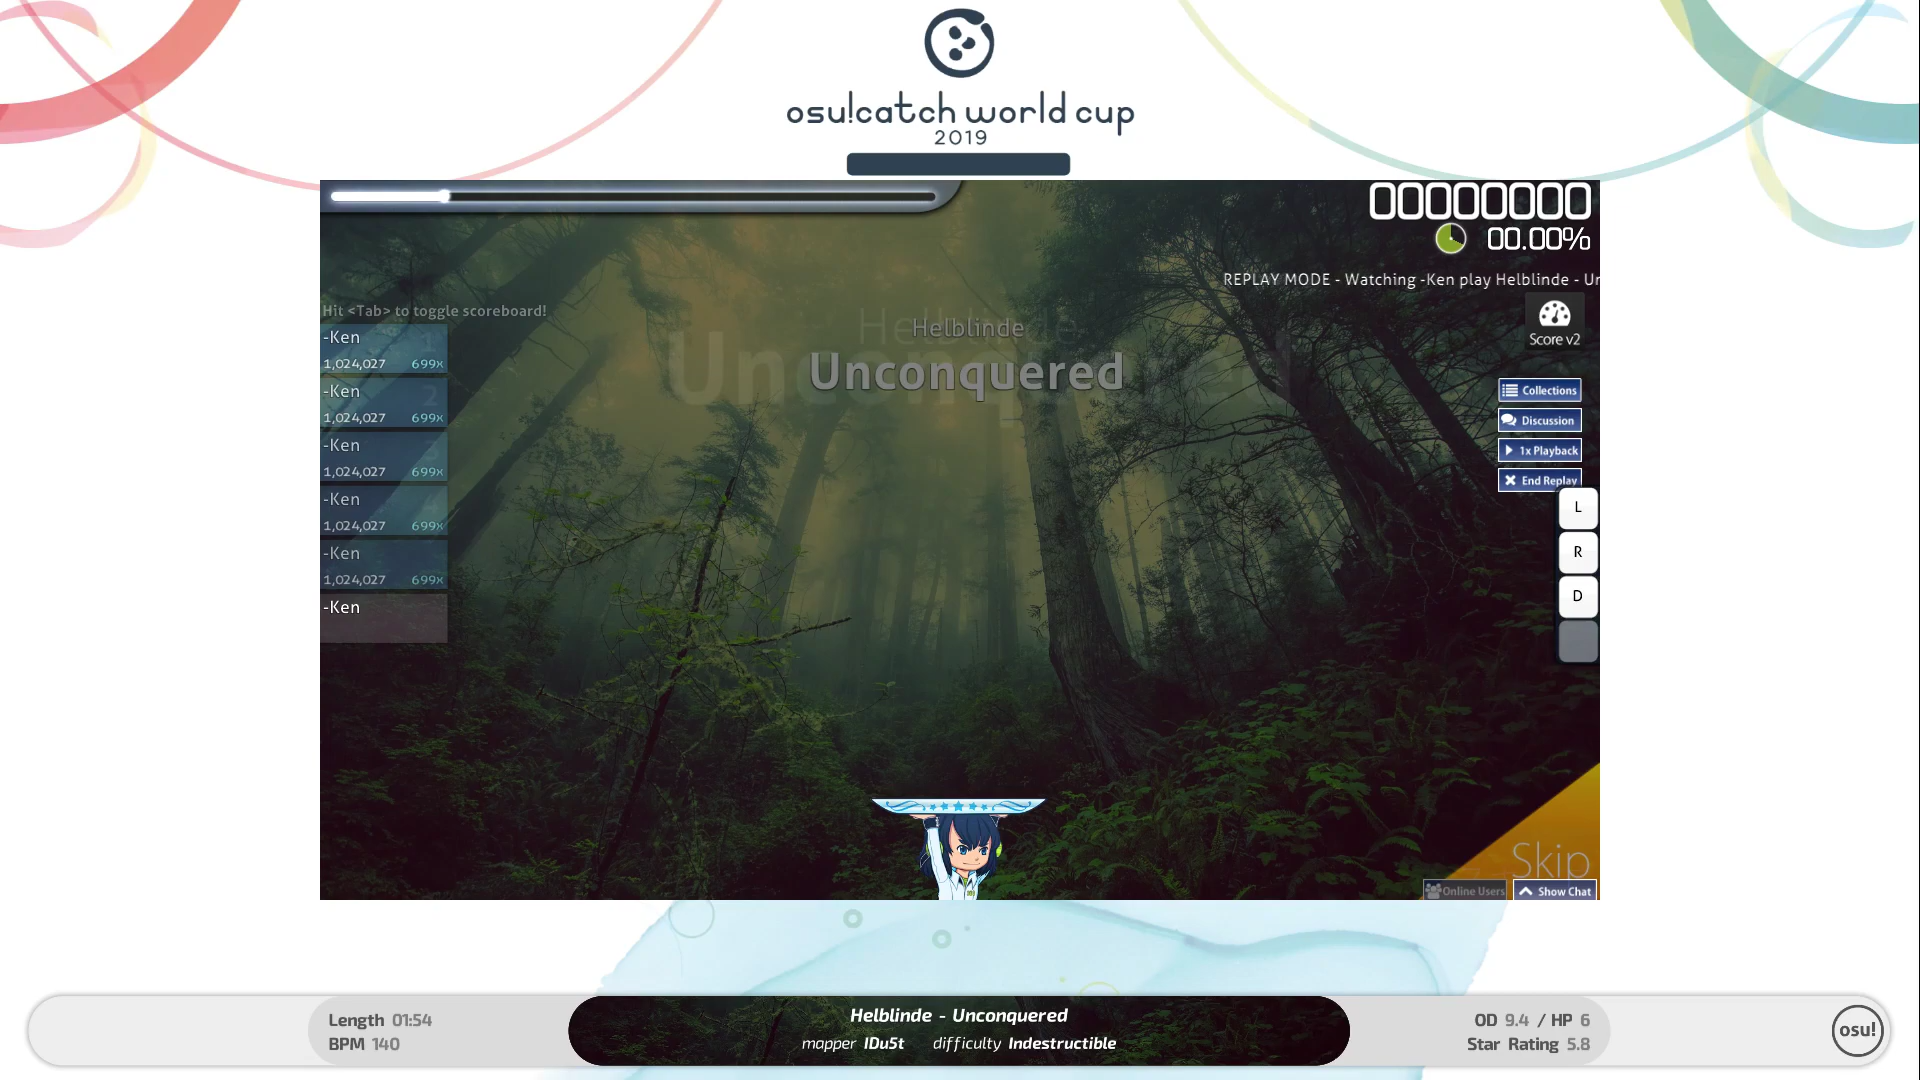 osu!catch world cup
2019
00000000
00.00%
REPLAY MODE - Watching -Ken play Helblinde - Un
Hit <Tab> to toggle scoreboard!
Helblinde
Unconquered
Score v2
-Ken
1,024,027 699x
-Ken
1,024,027 699x
-Ken
1,024,027 699x
-Ken
1,024,027 699x
-Ken
1,024,027 699x
-Ken
Collections
Discussion
1x Playback
End Replay
L
R
D
Skip
Online Users
Show Chat
Length 01:54
BPM 140
Helblinde - Unconquered
mapper IDu5t difficulty Indestructible
OD 9.4 / HP 6
Star Rating 5.8
osu!